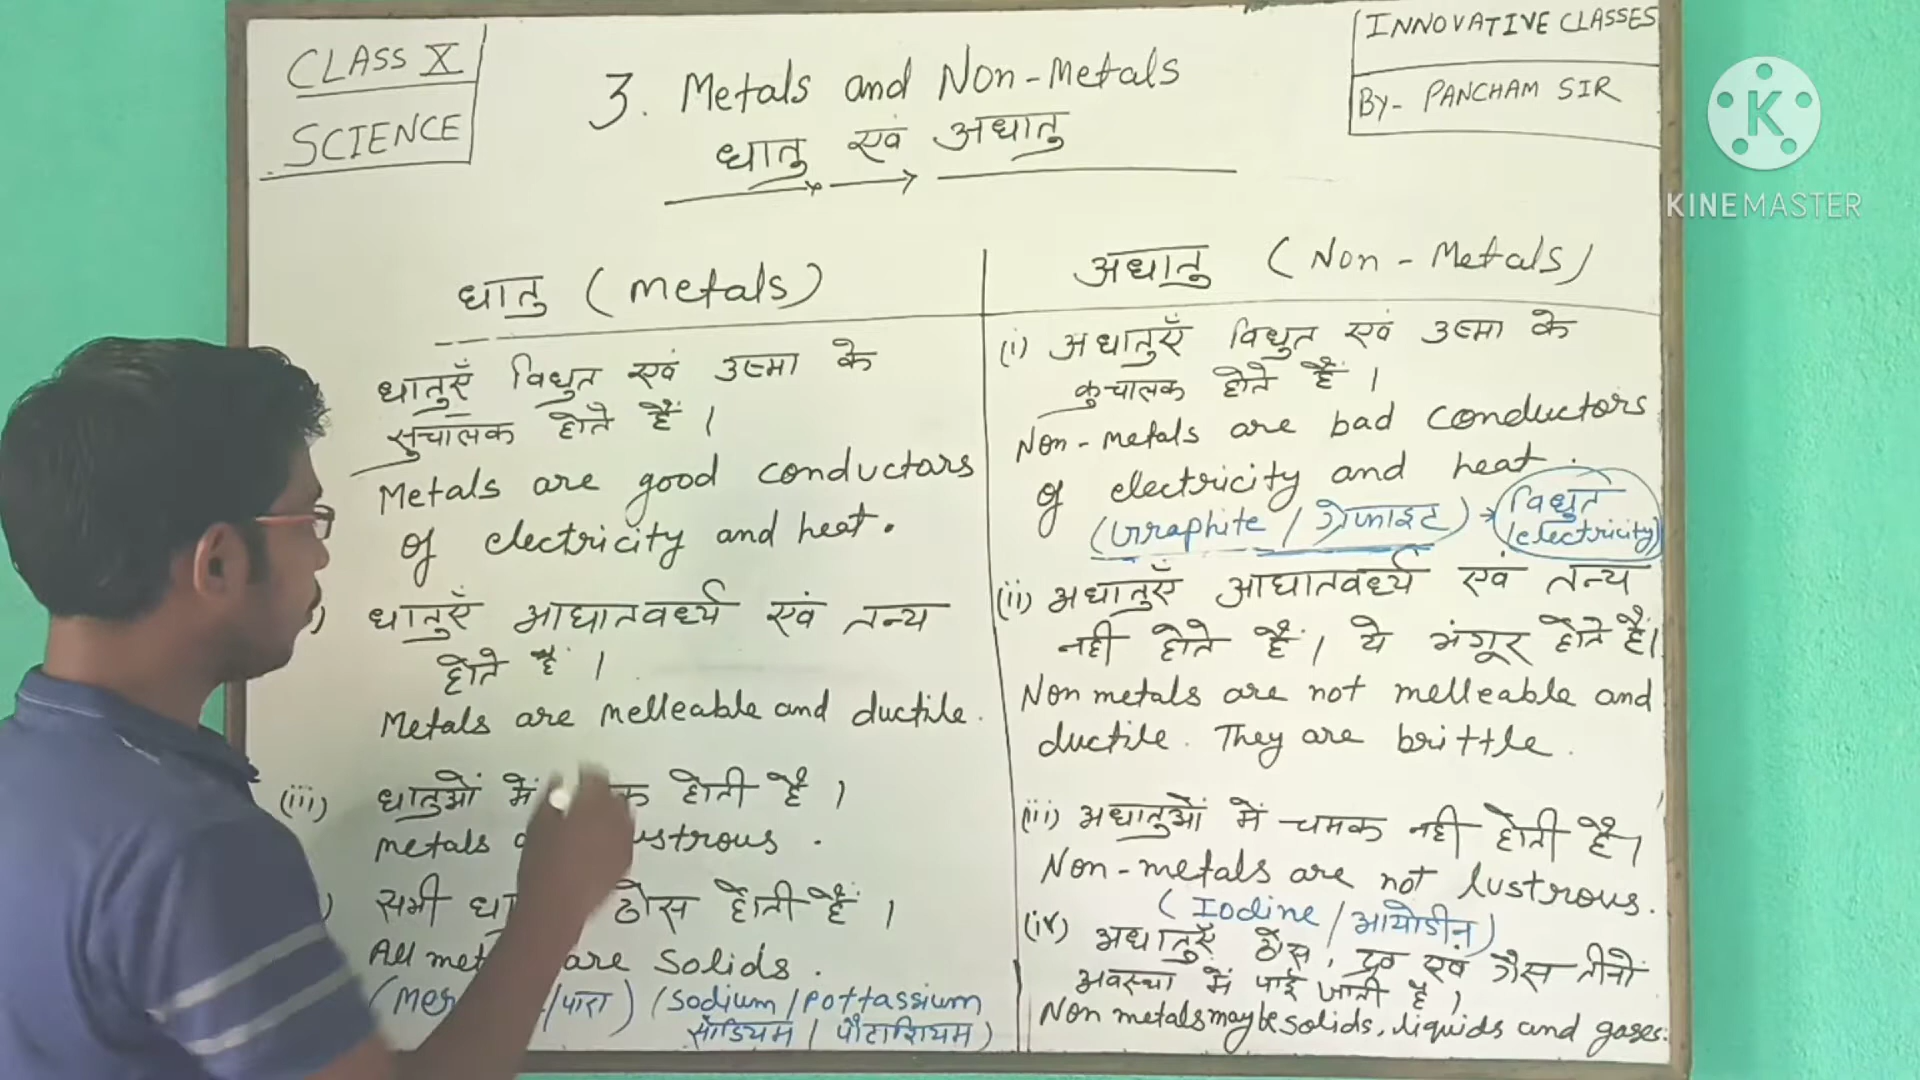 CLASS X
SCIENCE
3. Metals and Non-Metals
धातु एवं अधातु
INNOVATIVE CLASSES
BY- PANCHAM SIR
K
KINEMASTER
धातु (Metals)
धातुएँ विधुत एवं उष्मा के
सुचालक होते हैं ।
Metals are good conductors
of electricity and heat.
धातुएँ आघातवर्ध्य एवं तन्य
होते हैं ।
Metals are melleable and ductile.
(iii) धातुओं में होती है ।
metals
सभी ठोस होती हैं ।
All are Solids.
/पारा) (Sodium/Pottassium
सोडियम / पौटाशियम)
अधातु (Non-Metals)
(i) अधातुएँ विधुत एवं उष्मा के
कुचालक होते हैं ।
Non-metals are bad conductors
of electricity and heat.
(Graphite / ग्रेफाइट) → विधुत
electricity
(ii) अधातुएँ आघातवर्ध्य एवं तन्य
नही होते हैं । ये भंगूर होते हैं।
Non metals are not melleable and
ductile. They are brittle.
(iii) अधातुओं में चमक नही होती है।
Non-metals are not lustrous.
(Iodine/आयोडीन)
(iv) अधातुएँ ठोस, द्रव एवं गैस तीनो
अवस्था में पाई जाती है ।
Non metals may be solids, liquids and gases.